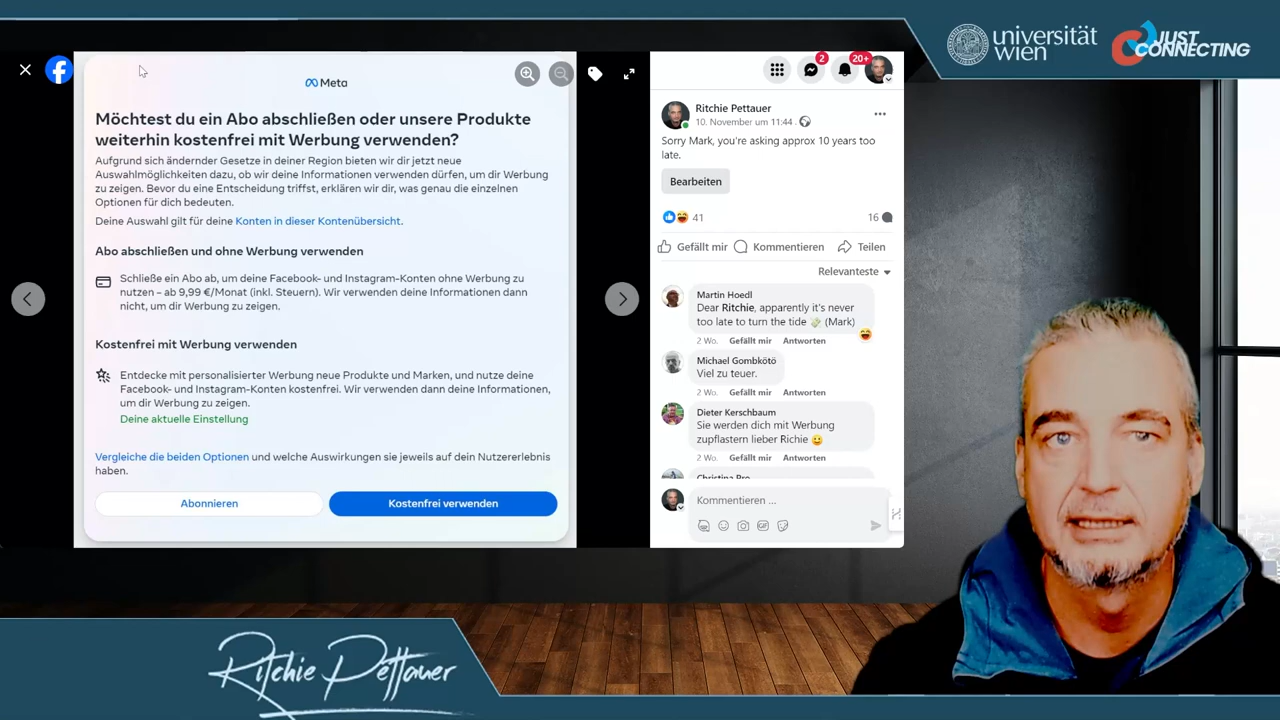 universität
wien
JUST
CONNECTING
Meta
Möchtest du ein Abo abschließen oder unsere Produkte
weiterhin kostenfrei mit Werbung verwenden?
Aufgrund sich ändernder Gesetze in deiner Region bieten wir dir jetzt neue
Auswahlmöglichkeiten dazu, ob wir deine Informationen verwenden dürfen, um dir Werbung
zu zeigen. Bevor du eine Entscheidung triffst, erklären wir dir, was genau die einzelnen
Optionen für dich bedeuten.
Deine Auswahl gilt für deine Konten in dieser Kontenübersicht.
Abo abschließen und ohne Werbung verwenden
Schließe ein Abo ab, um deine Facebook- und Instagram-Konten ohne Werbung zu
nutzen – ab 9,99 €/Monat (inkl. Steuern). Wir verwenden deine Informationen dann
nicht, um dir Werbung zu zeigen.
Kostenfrei mit Werbung verwenden
Entdecke mit personalisierter Werbung neue Produkte und Marken, und nutze deine
Facebook- und Instagram-Konten kostenfrei. Wir verwenden dann deine Informationen,
um dir Werbung zu zeigen.
Deine aktuelle Einstellung
Vergleiche die beiden Optionen und welche Auswirkungen sie jeweils auf dein Nutzererlebnis
haben.
Abonnieren
Kostenfrei verwenden
2
20+
Ritchie Pettauer
10. November um 11:44 ·
Sorry Mark, you're asking approx 10 years too
late.
Bearbeiten
41
16
Gefällt mir
Kommentieren
Teilen
Relevanteste
Martin Hoedl
Dear Ritchie, apparently it's never
too late to turn the tide 💸 (Mark)
2 Wo. Gefällt mir Antworten
Michael Gombkötö
Viel zu teuer.
2 Wo. Gefällt mir Antworten
Dieter Kerschbaum
Sie werden dich mit Werbung
zupflastern lieber Richie 😀
2 Wo. Gefällt mir Antworten
Christina Pro
Kommentieren ...
GIF
Ritchie Pettauer